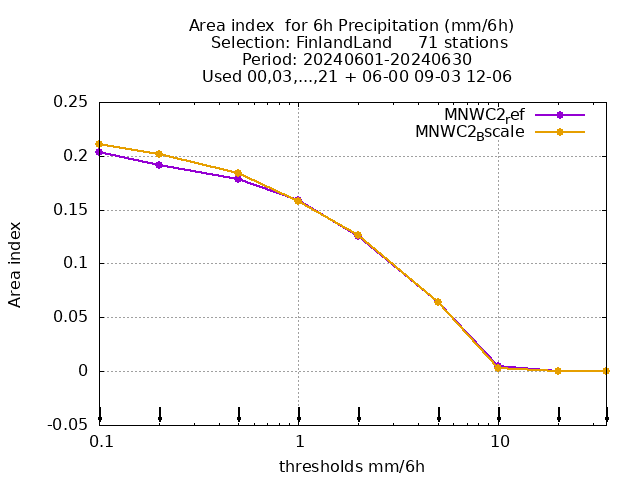 Area index  for 6h Precipitation (mm/6h)
Selection: FinlandLand     71 stations
Period: 20240601-20240630
Used 00,03,...,21 + 06-00 09-03 12-06
MNWC2ref
MNWC2Bscale
0.25
0.2
0.15
0.1
0.05
0
-0.05
Area index
0.1
1
10
thresholds mm/6h